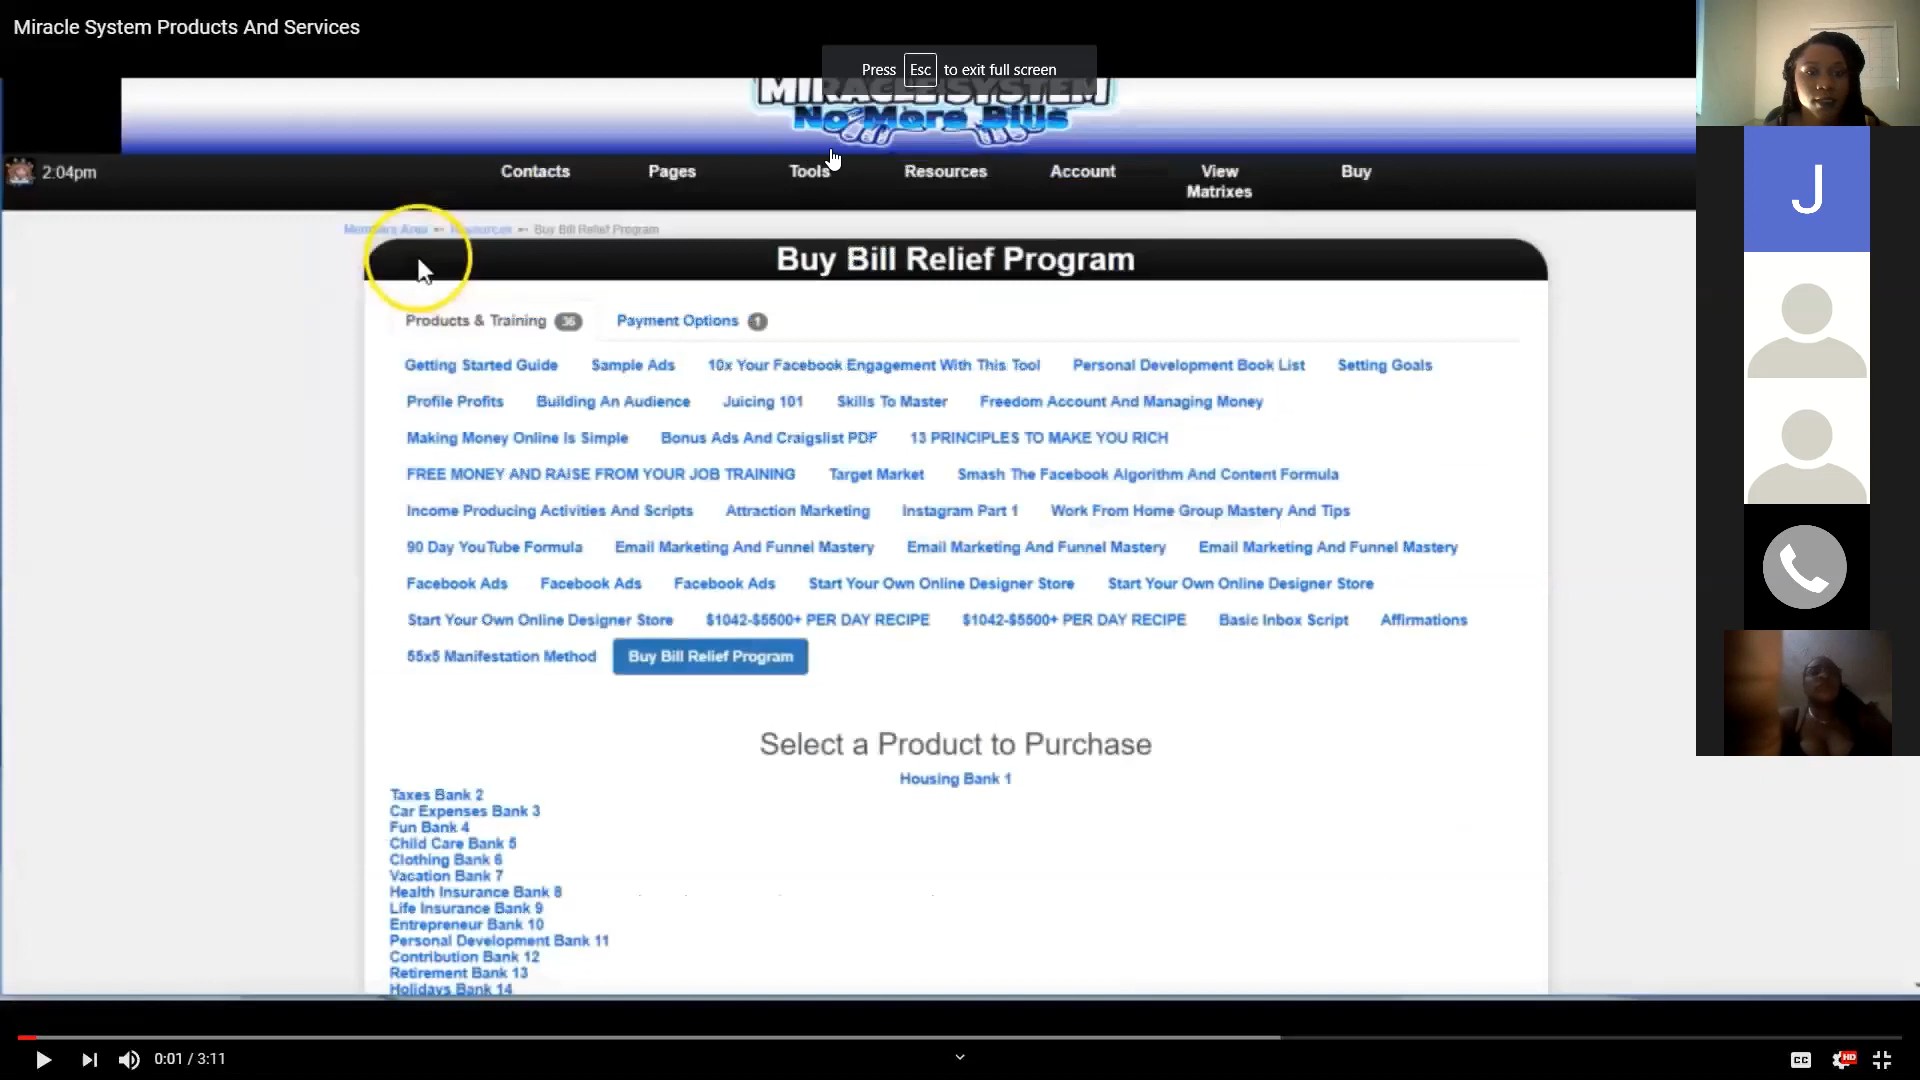 Miracle System Products And Services
Press Esc to exit full screen
MIRACLE SYSTEM
No More Bills
2:04pm
Contacts Pages Tools Resources Account View Matrixes Buy
Members Area Resources Buy Bill Relief Program
Buy Bill Relief Program
Products & Training 36 Payment Options 1
Getting Started Guide Sample Ads 10x Your Facebook Engagement With This Tool Personal Development Book List Setting Goals
Profile Profits Building An Audience Juicing 101 Skills To Master Freedom Account And Managing Money
Making Money Online Is Simple Bonus Ads And Craigslist PDF 13 PRINCIPLES TO MAKE YOU RICH
FREE MONEY AND RAISE FROM YOUR JOB TRAINING Target Market Smash The Facebook Algorithm And Content Formula
Income Producing Activities And Scripts Attraction Marketing Instagram Part 1 Work From Home Group Mastery And Tips
90 Day YouTube Formula Email Marketing And Funnel Mastery Email Marketing And Funnel Mastery Email Marketing And Funnel Mastery
Facebook Ads Facebook Ads Facebook Ads Start Your Own Online Designer Store Start Your Own Online Designer Store
Start Your Own Online Designer Store $1042-$5500+ PER DAY RECIPE $1042-$5500+ PER DAY RECIPE Basic Inbox Script Affirmations
55x5 Manifestation Method Buy Bill Relief Program
Select a Product to Purchase
Housing Bank 1
Taxes Bank 2
Car Expenses Bank 3
Fun Bank 4
Child Care Bank 5
Clothing Bank 6
Vacation Bank 7
Health Insurance Bank 8
Life Insurance Bank 9
Entrepreneur Bank 10
Personal Development Bank 11
Contribution Bank 12
Retirement Bank 13
Holidays Bank 14
J
0:01 / 3:11
CC HD